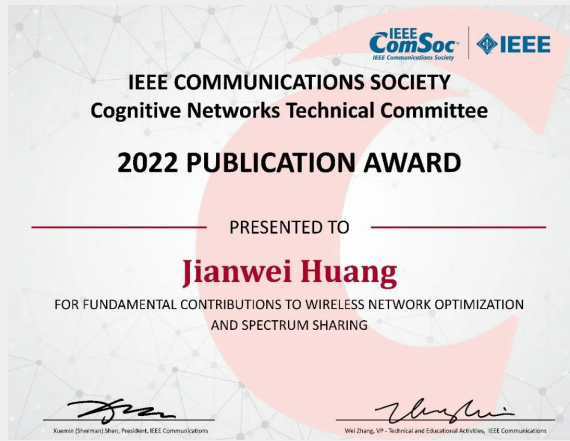 IEEE ComSoc® IEEE
IEEE Communications Society
IEEE COMMUNICATIONS SOCIETY
Cognitive Networks Technical Committee
2022 PUBLICATION AWARD
PRESENTED TO
Jianwei Huang
FOR FUNDAMENTAL CONTRIBUTIONS TO WIRELESS NETWORK OPTIMIZATION
AND SPECTRUM SHARING
Xuemin (Sherman) Shen, President, IEEE Communications
Wei Zhang, VP - Technical and Educational Activities, IEEE Communications